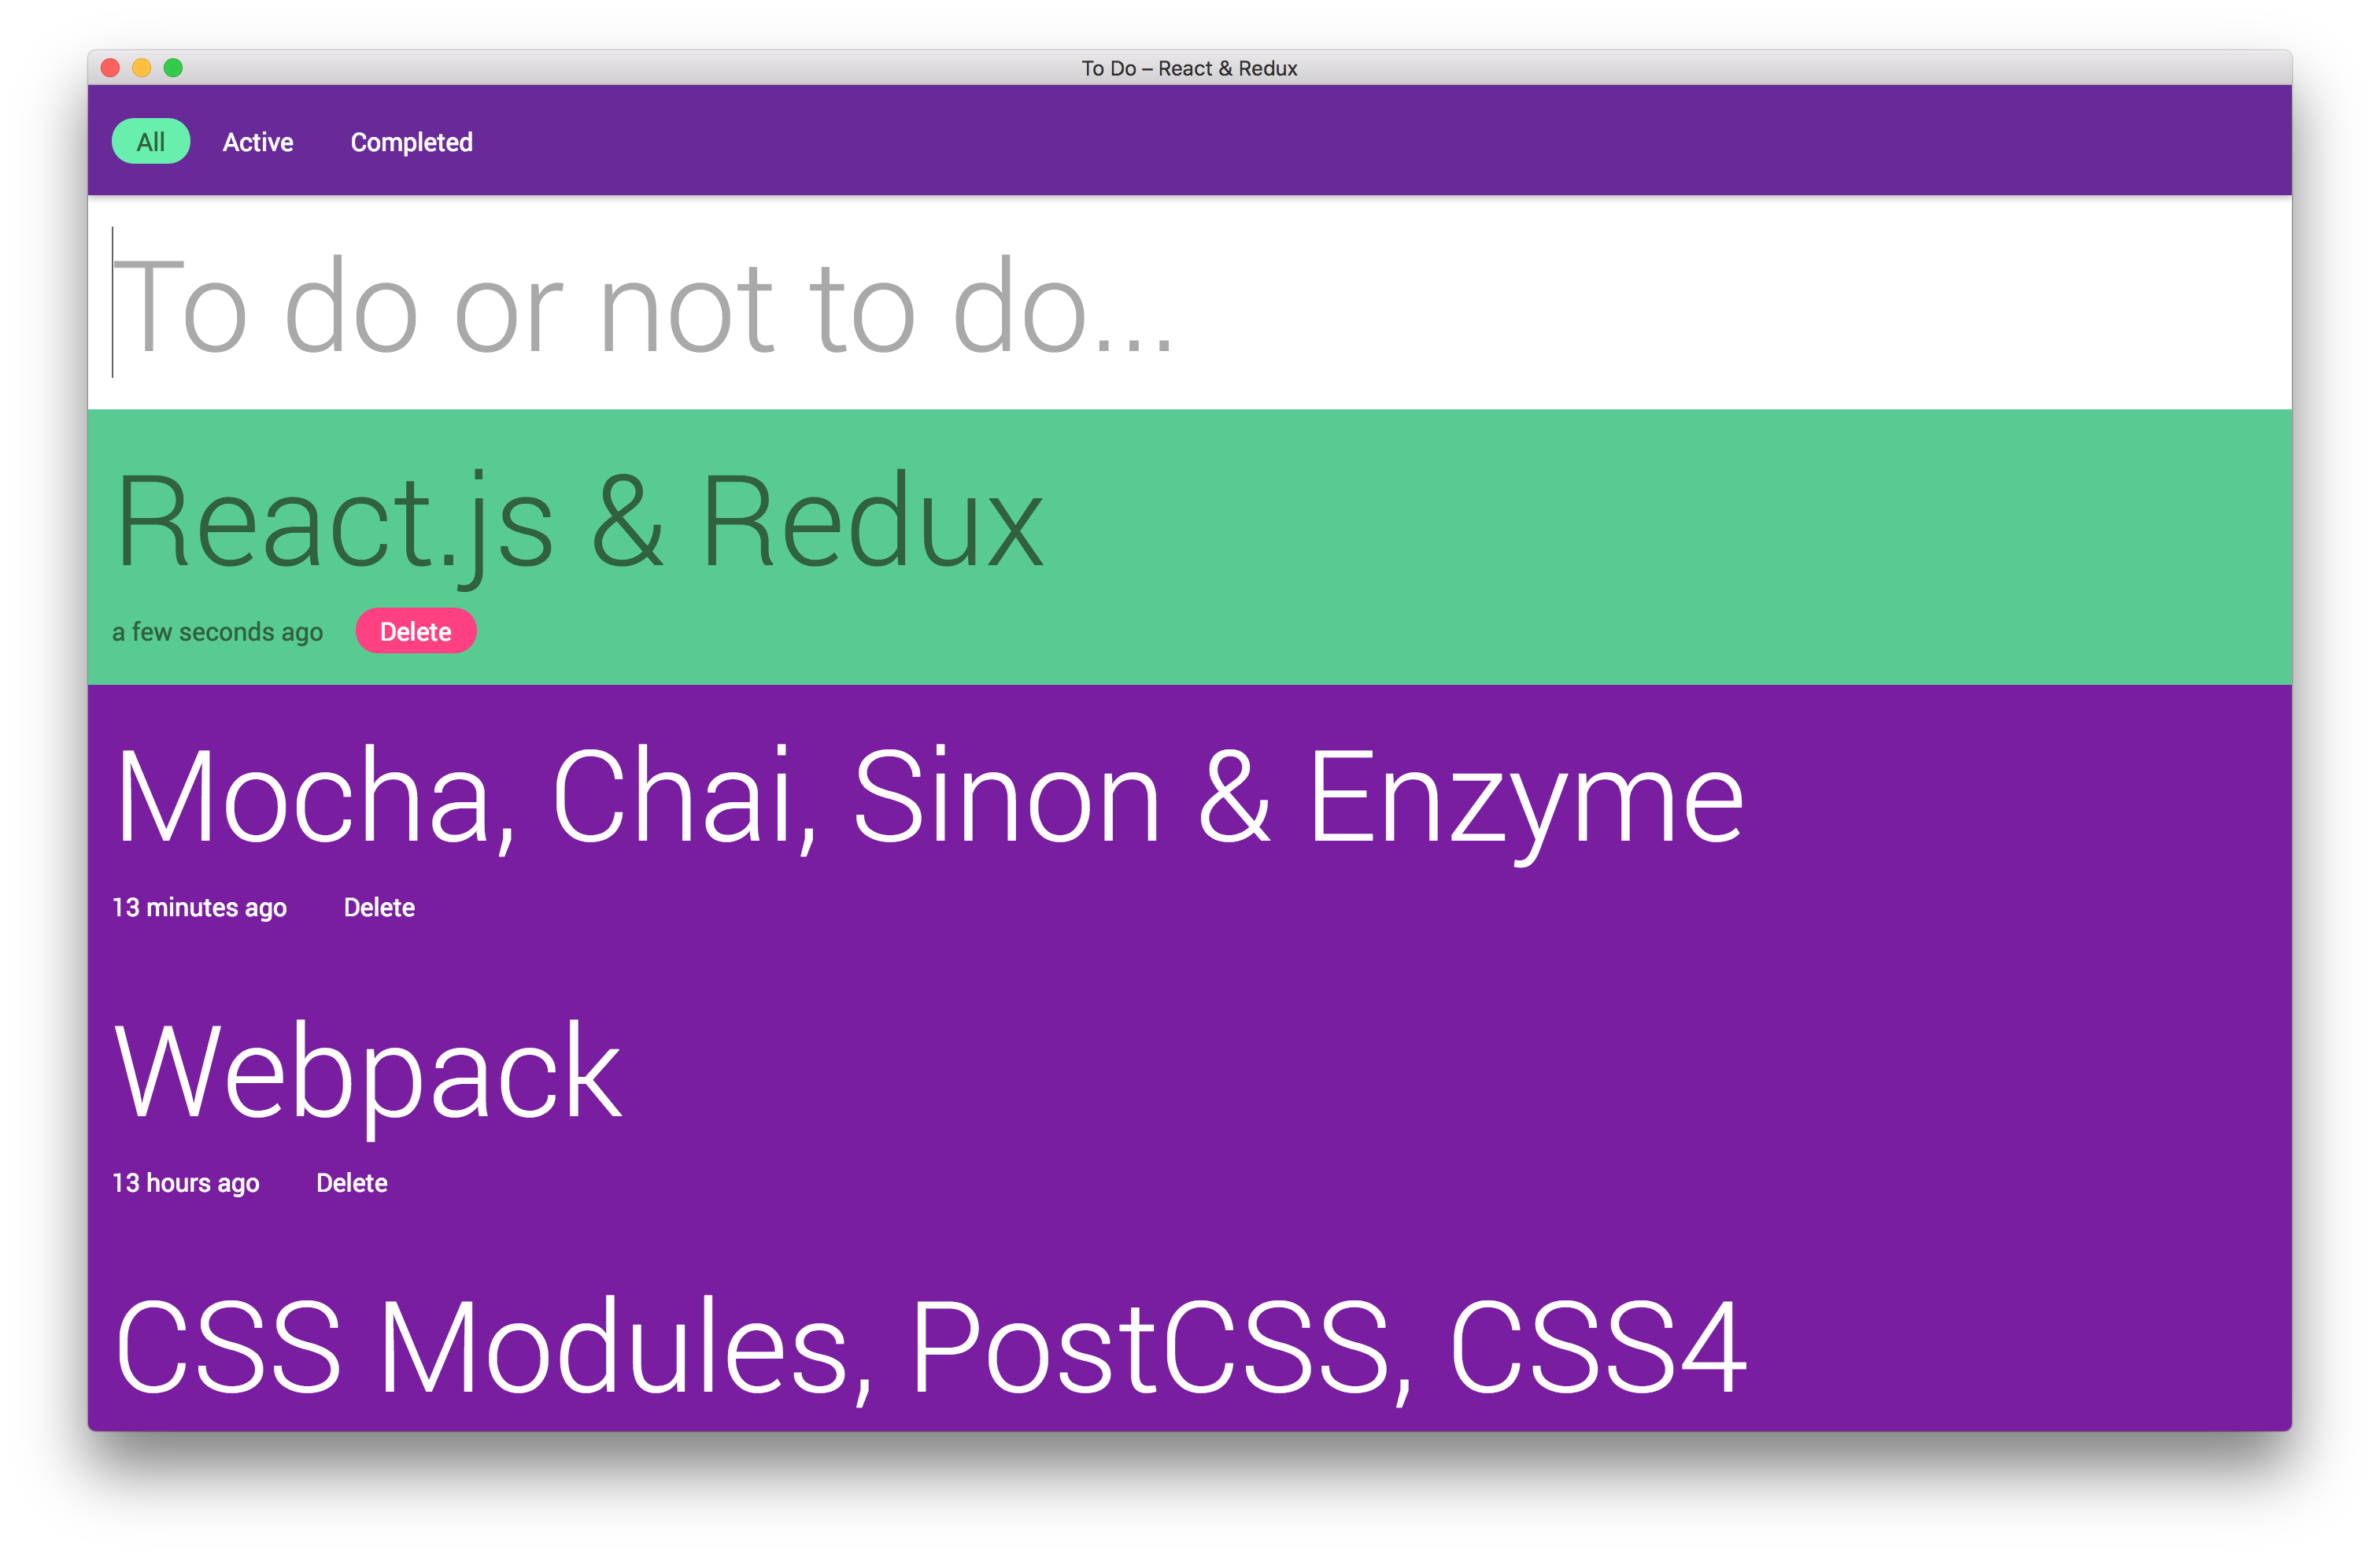 To Do – React & Redux
All Active Completed
To do or not to do...
React.js & Redux
a few seconds ago Delete
Mocha, Chai, Sinon & Enzyme
13 minutes ago Delete
Webpack
13 hours ago Delete
CSS Modules, PostCSS, CSS4